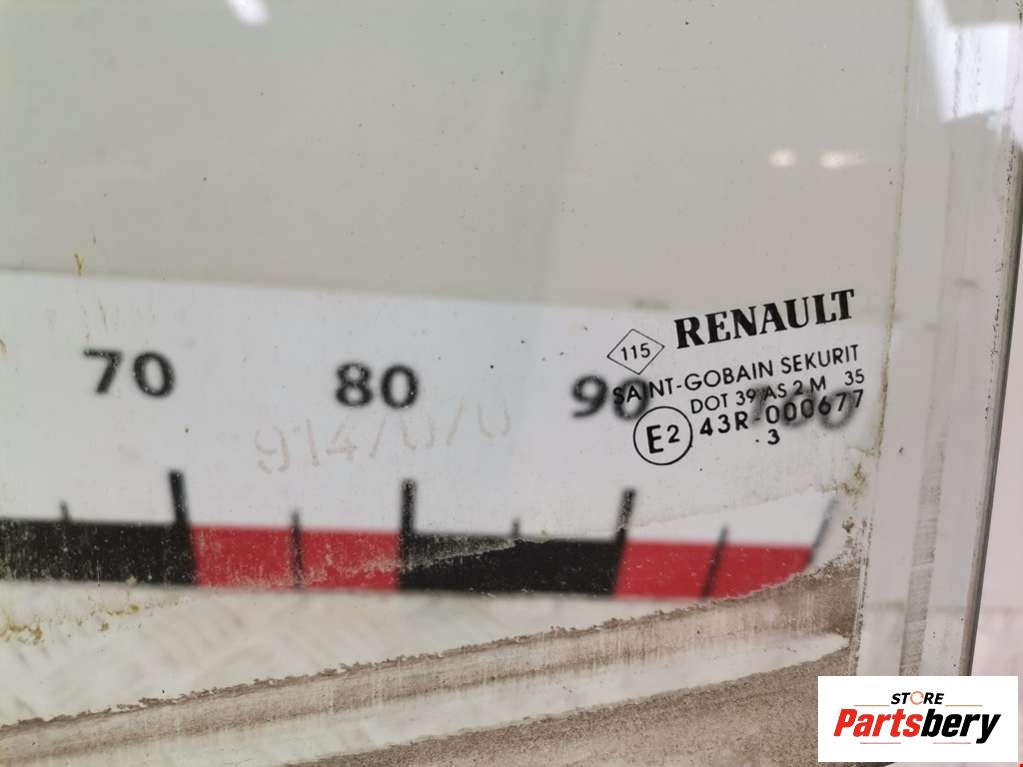 115 RENAULT
SAINT-GOBAIN SEKURIT
DOT 39 AS 2 M 35
E2 43R-000677
.3
70 80 90 100
STORE
Partsbery